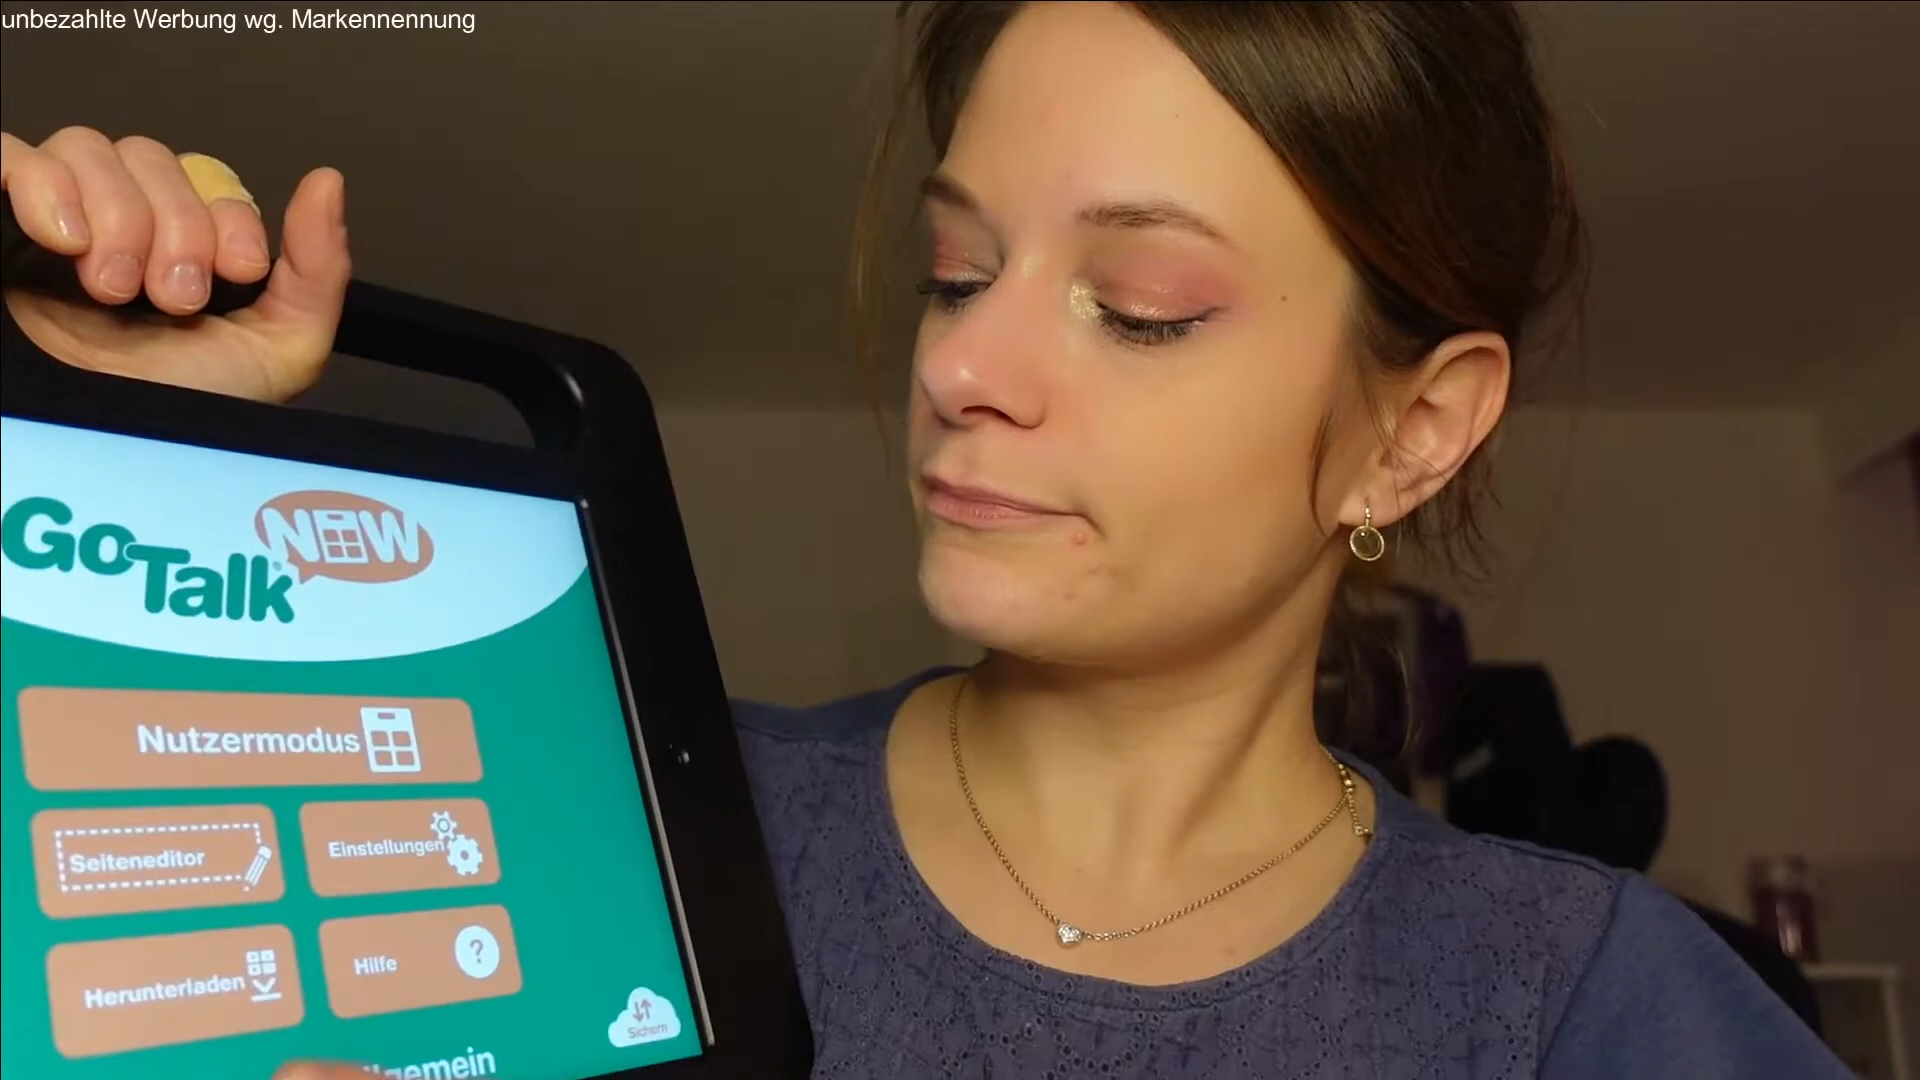 unbezahlte Werbung wg. Markennennung
GoTalk NOW
Nutzermodus
Seiteneditor
Einstellungen
Herunterladen
Hilfe
Sichern